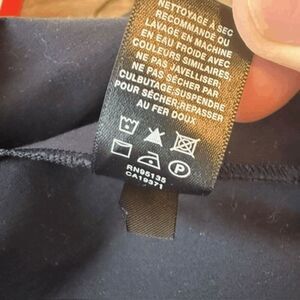 NETTOYAGE À SEC
RECOMMANDÉ OU
LAVAGE EN MACHINE
EN EAU FROIDE AVEC
COULEURS SIMILAIRES.
NE PAS JAVELLISER.
NE PAS SÉCHER PAR
CULBUTAGE;SUSPENDRE
POUR SÉCHER;REPASSER
AU FER DOUX
P
RN95135
CA19371